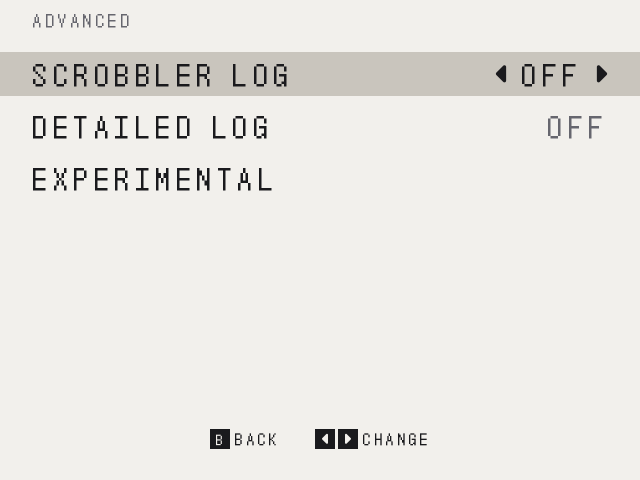 ADVANCED
SCROBBLER LOG OFF
DETAILED LOG OFF
EXPERIMENTAL
B BACK CHANGE